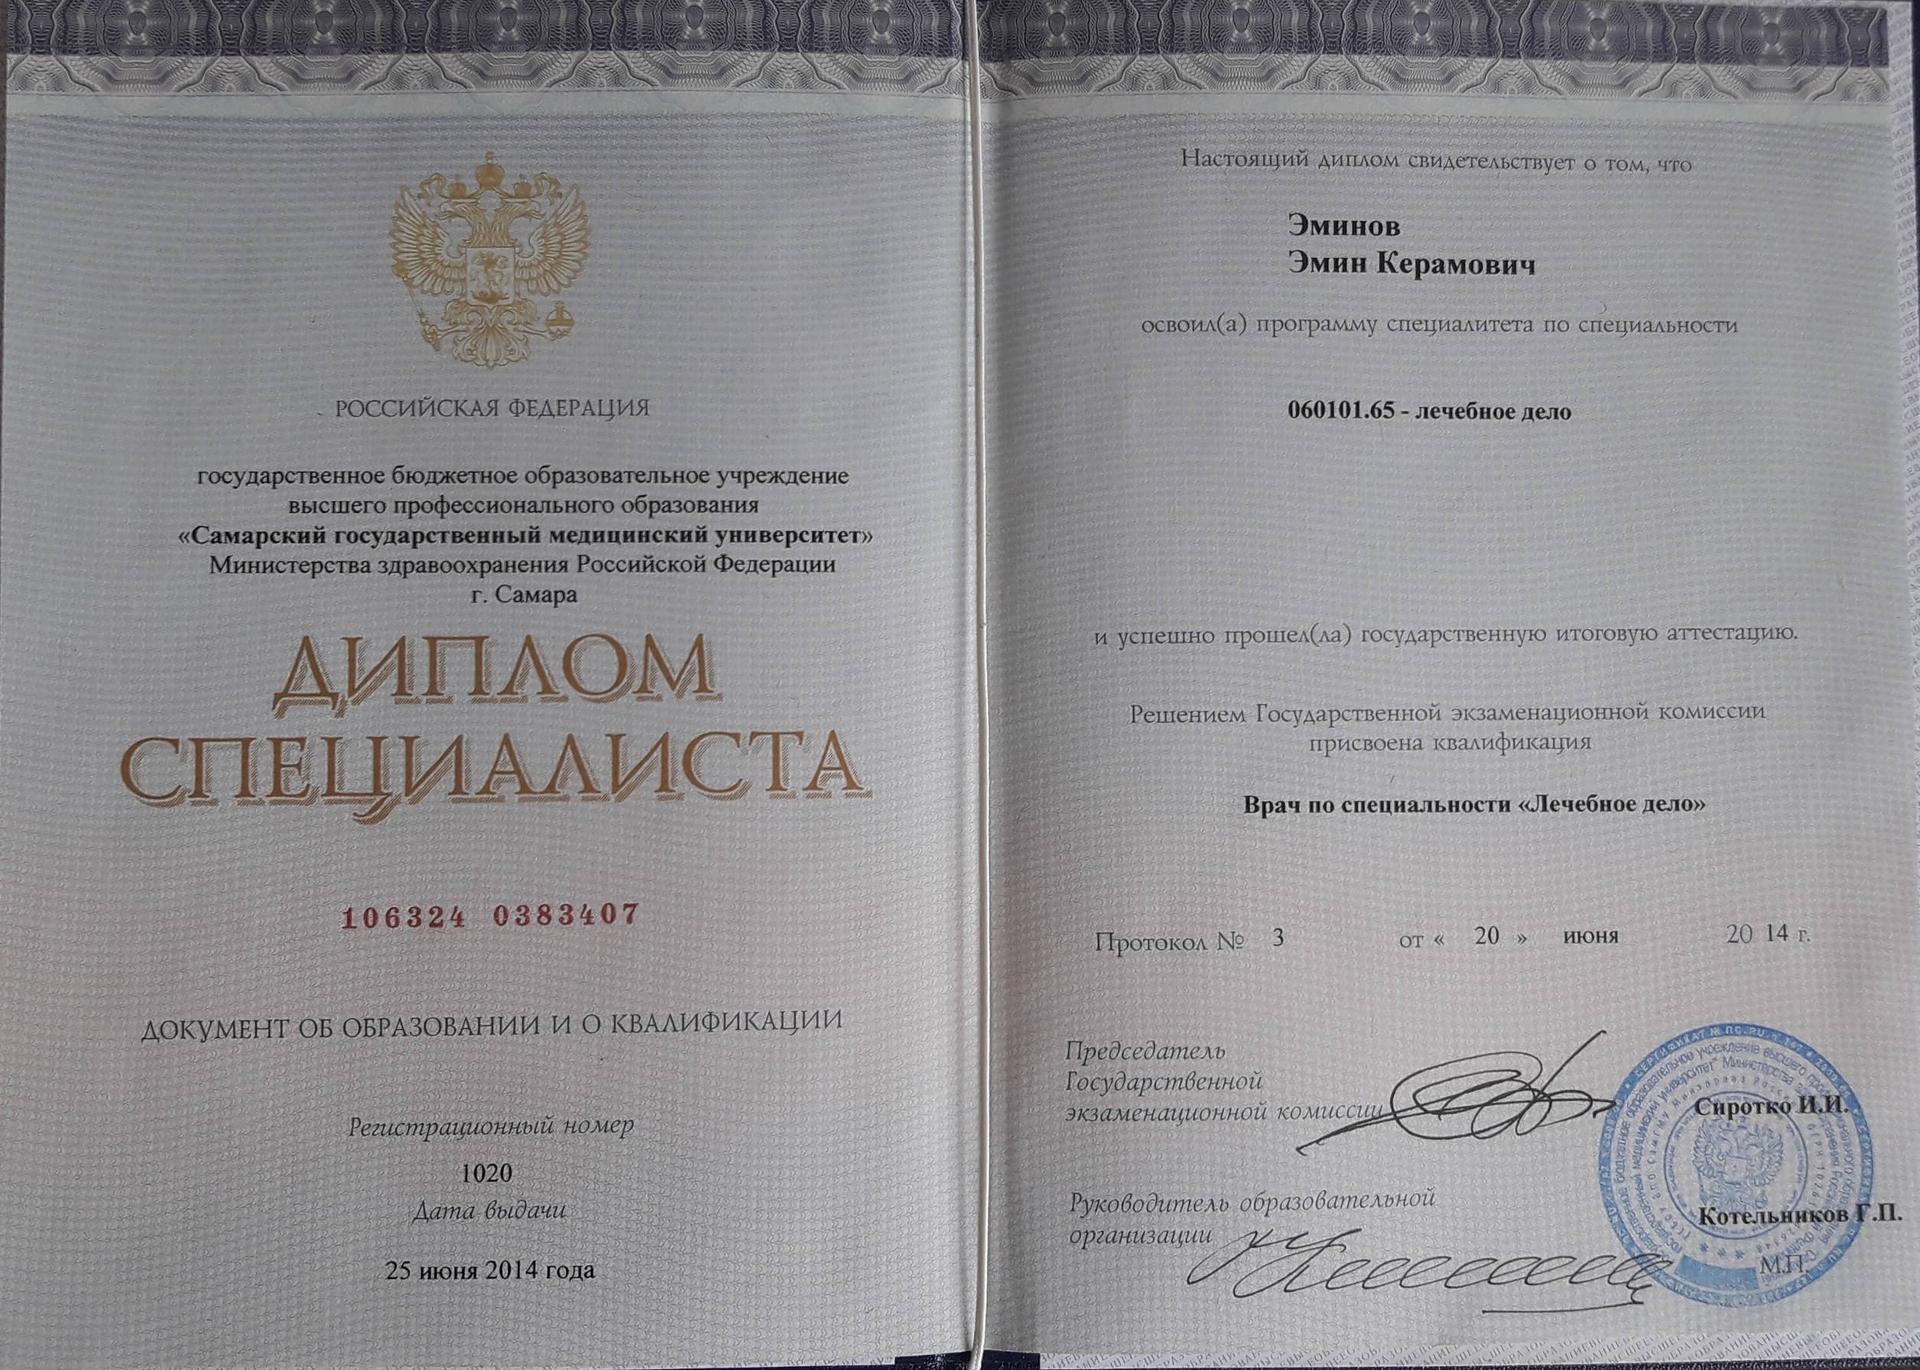 РОССИЙСКАЯ ФЕДЕРАЦИЯ
государственное бюджетное образовательное учреждение
высшего профессионального образования
«Самарский государственный медицинский университет»
Министерства здравоохранения Российской Федерации
г. Самара
ДИПЛОМ
СПЕЦИАЛИСТА
106324 0383407
ДОКУМЕНТ ОБ ОБРАЗОВАНИИ И О КВАЛИФИКАЦИИ
Регистрационный номер
1020
Дата выдачи
25 июня 2014 года
Настоящий диплом свидетельствует о том, что
Эминов
Эмин Керамович
освоил(а) программу специалитета по специальности
060101.65 - лечебное дело
и успешно прошел(ла) государственную итоговую аттестацию.
Решением Государственной экзаменационной комиссии
присвоена квалификация
Врач по специальности «Лечебное дело»
Протокол № 3 от « 20 » июня 20 14 г.
Председатель
Государственной
экзаменационной комиссии
Сиротко И.И.
Руководитель образовательной
организации
Котельников Г.П.
М.П.